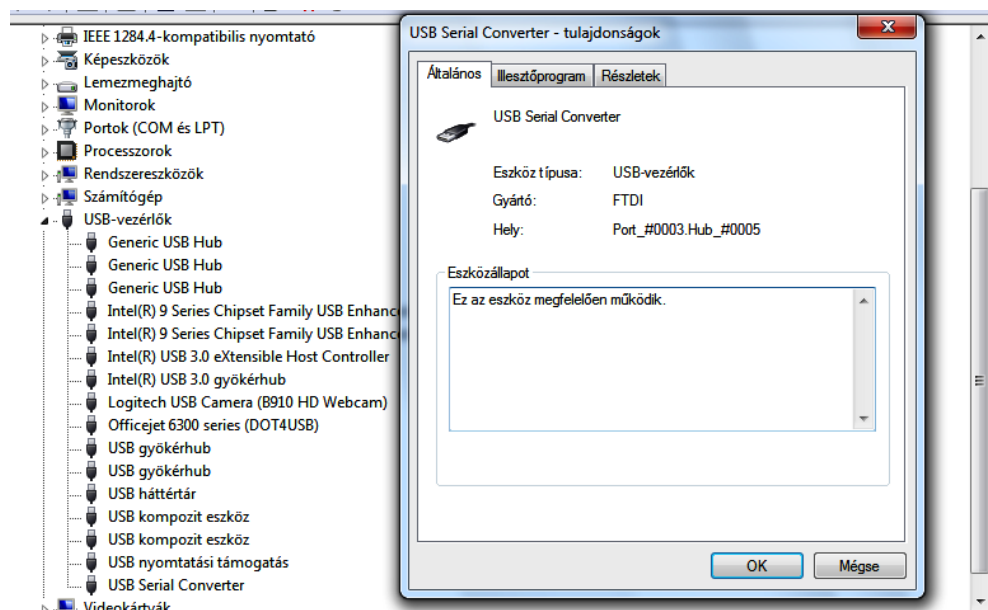 IEEE 1284.4-kompatibilis nyomtató
Képeszközök
Lemezmeghajtó
Monitorok
Portok (COM és LPT)
Processzorok
Rendszereszközök
Számítógép
USB-vezérlők
Generic USB Hub
Generic USB Hub
Generic USB Hub
Intel(R) 9 Series Chipset Family USB Enhanc
Intel(R) 9 Series Chipset Family USB Enhanc
Intel(R) USB 3.0 eXtensible Host Controller
Intel(R) USB 3.0 gyökérhub
Logitech USB Camera (B910 HD Webcam)
Officejet 6300 series (DOT4USB)
USB gyökérhub
USB gyökérhub
USB háttértár
USB kompozit eszköz
USB kompozit eszköz
USB nyomtatási támogatás
USB Serial Converter
Videokártyák
USB Serial Converter - tulajdonságok
Általános Illesztőprogram Részletek
USB Serial Converter
Eszköz típusa: USB-vezérlők
Gyártó: FTDI
Hely: Port_#0003.Hub_#0005
Eszközállapot
Ez az eszköz megfelelően működik.
OK Mégse